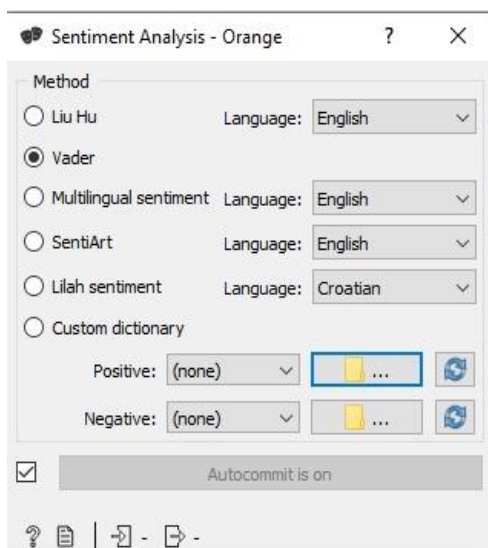 Sentiment Analysis - Orange ? ×
Method
Liu Hu Language: English
Vader
Multilingual sentiment Language: English
SentiArt Language: English
Lilah sentiment Language: Croatian
Custom dictionary
Positive: (none) ...
Negative: (none) ...
Autocommit is on
? | - -